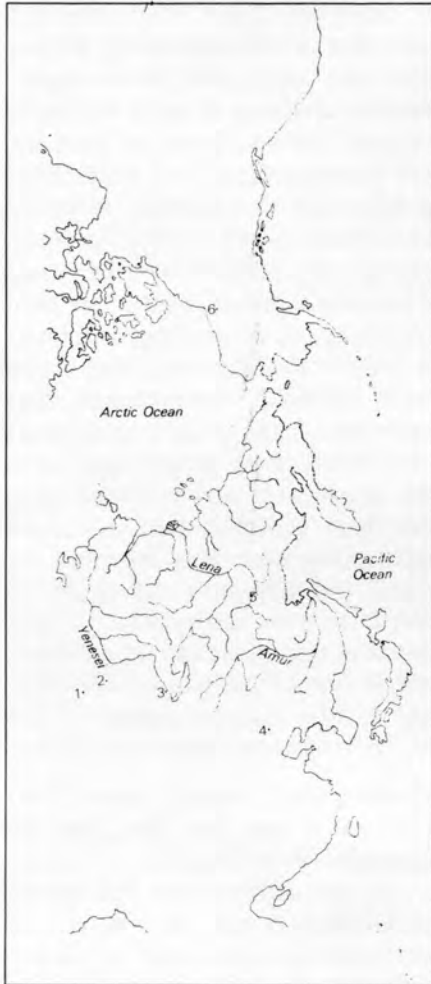 6
Arctic Ocean
Pacific
Ocean
Lena
5
Yenesei
Amur
1
2
3
4